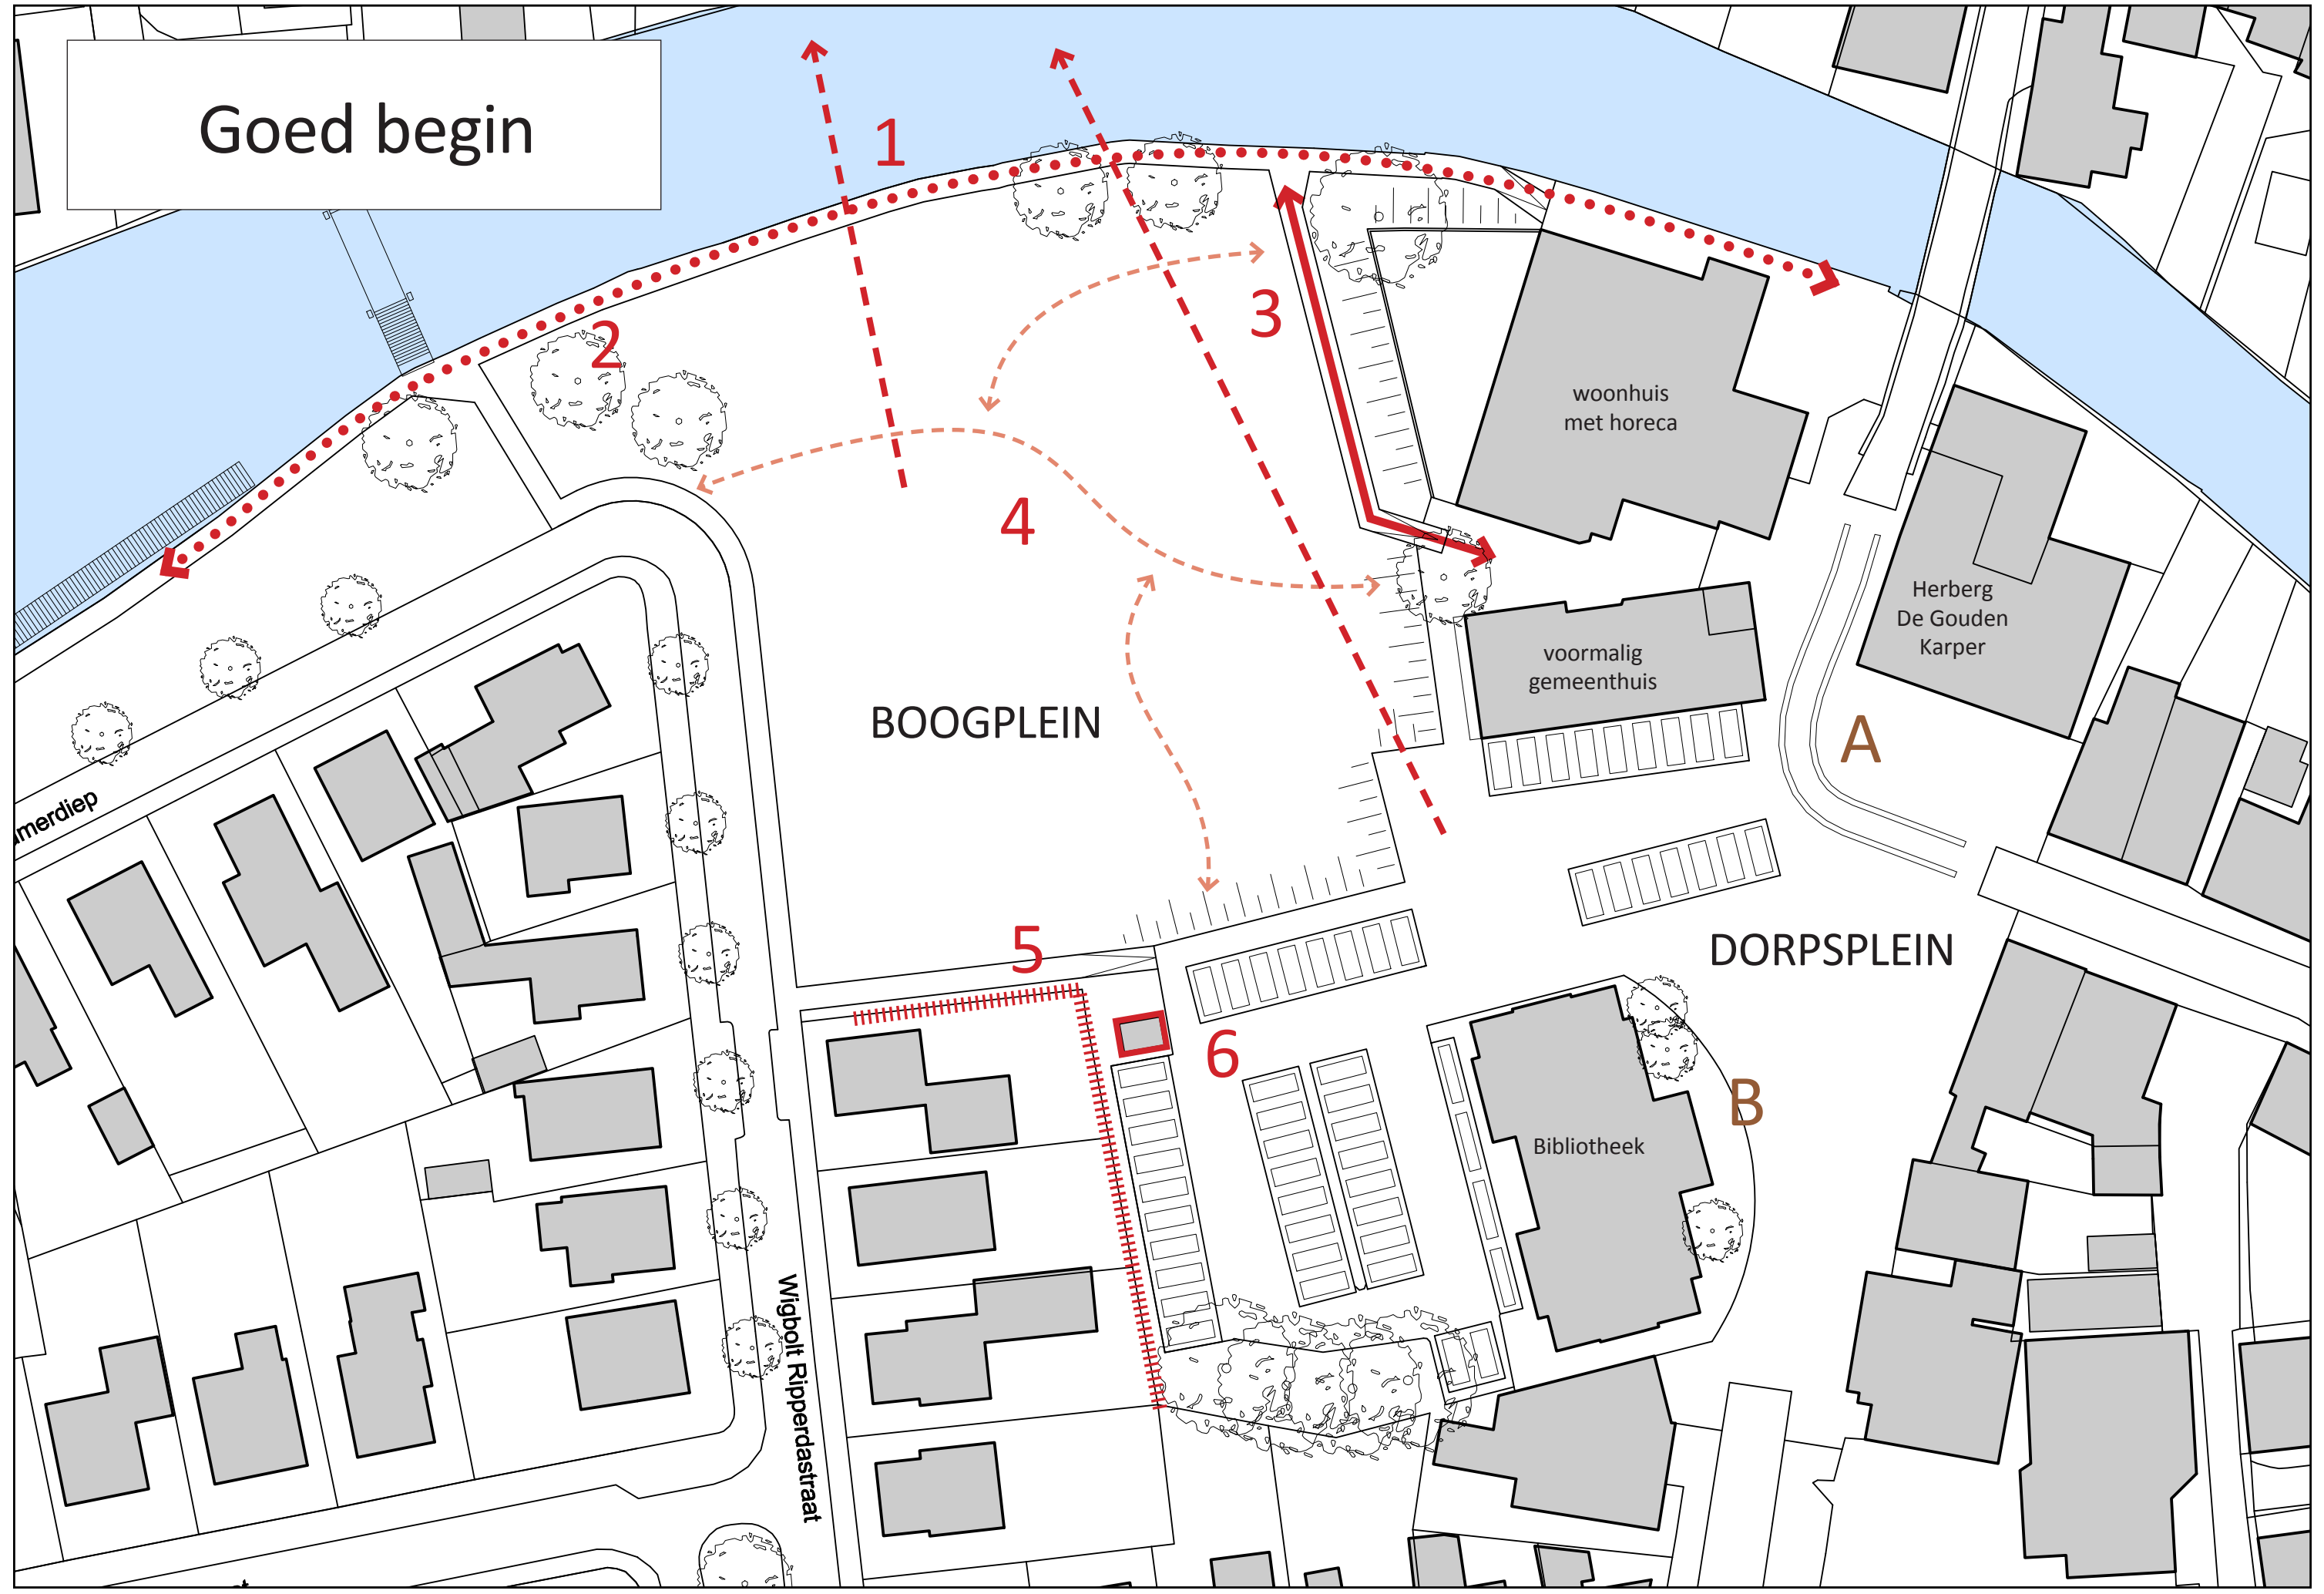 Goed begin
1
2
3
woonhuis
met horeca
4
Herberg
De Gouden
Karper
voormalig
gemeenthuis
BOOGPLEIN
A
merdiep
5
DORPSPLEIN
6
B
Bibliotheek
Wigbolt Ripperdastraat